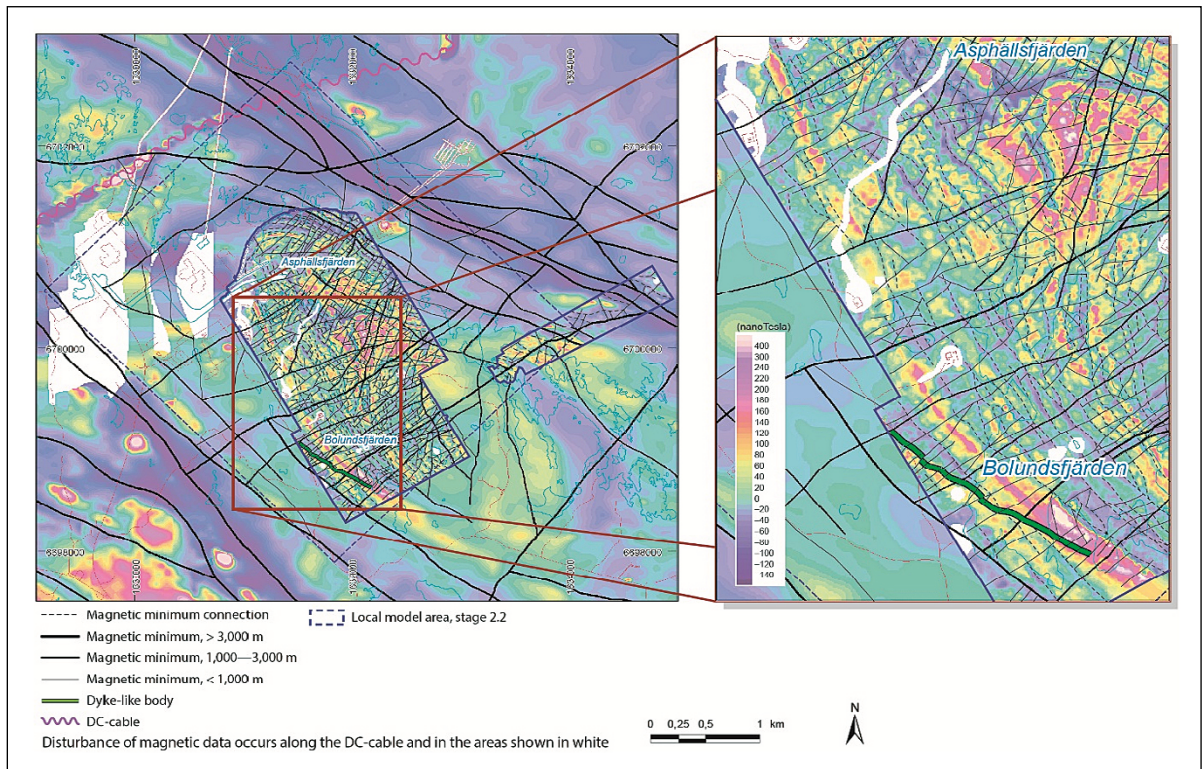 Asphällsfjärden
6700000
6700000
Asphällsfjärden
Bolundsfjärden
6698000
6698000
(nanoTesla)
400
240
220
200
180
160
140
120
100
80
60
40
20
0
−20
−40
−60
−80
−100
−120
140
Bolundsfjärden
Magnetic minimum connection
Local model area, stage 2.2
Magnetic minimum, > 3,000 m
Magnetic minimum, 1,000—3,000 m
Magnetic minimum, < 1,000 m
Dyke-like body
DC-cable
Disturbance of magnetic data occurs along the DC-cable and in the areas shown in white
0 0,25 0,5 1 km
N